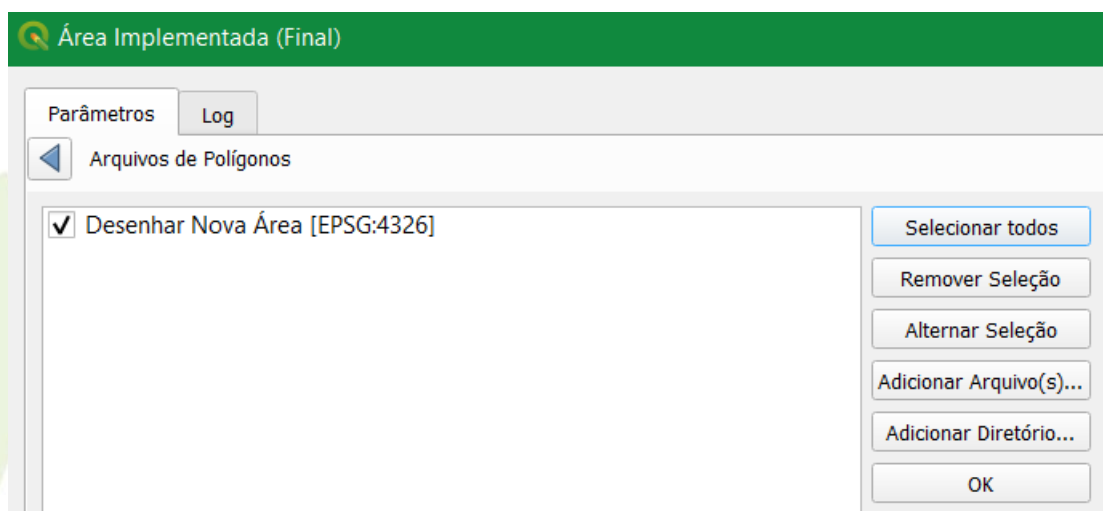 Área Implementada (Final)
Parâmetros
Log
Arquivos de Polígonos
Desenhar Nova Área [EPSG:4326]
Selecionar todos
Remover Seleção
Alternar Seleção
Adicionar Arquivo(s)...
Adicionar Diretório...
OK